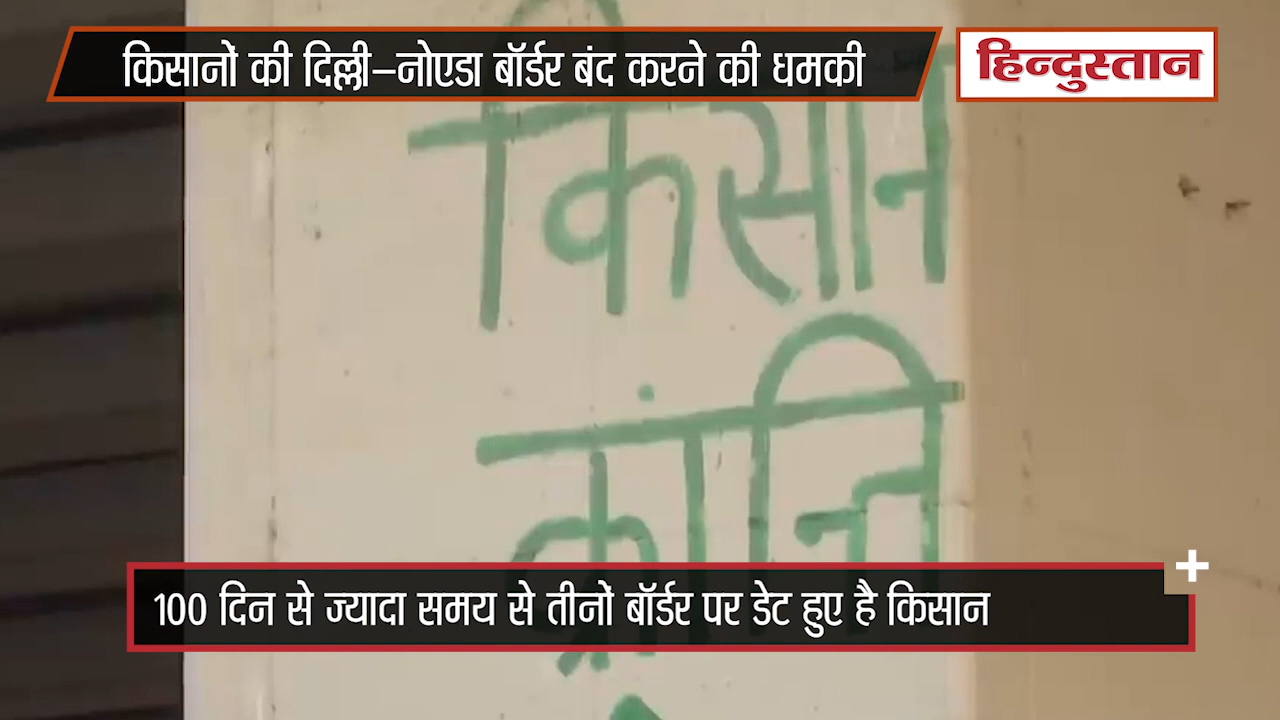 किसानों की दिल्ली–नोएडा बॉर्डर बंद करने की धमकी
हिन्दुस्तान
किसान
क्रान्ति
100 दिन से ज्यादा समय से तीनों बॉर्डर पर डेट हुए है किसान